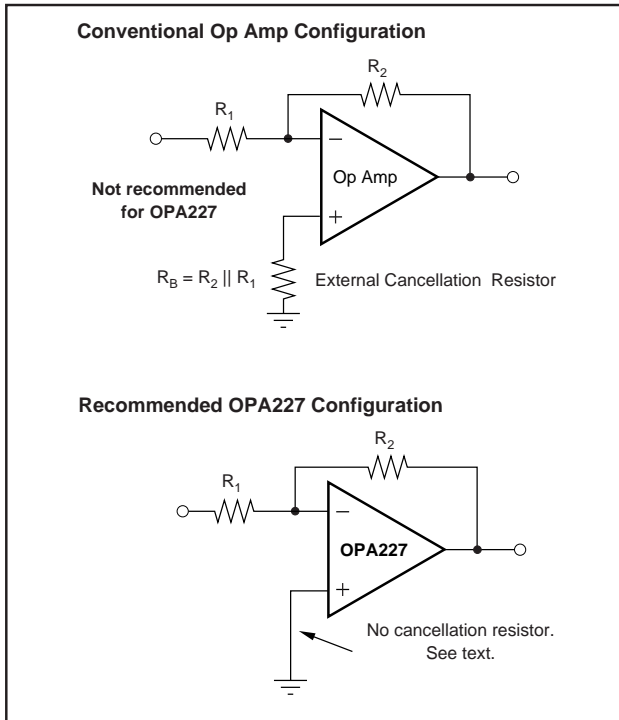 Conventional Op Amp Configuration
R2
R1
−
Op Amp
+
Not recommended
for OPA227
RB = R2 || R1
External Cancellation Resistor
Recommended OPA227 Configuration
R2
R1
−
OPA227
+
No cancellation resistor.
See text.